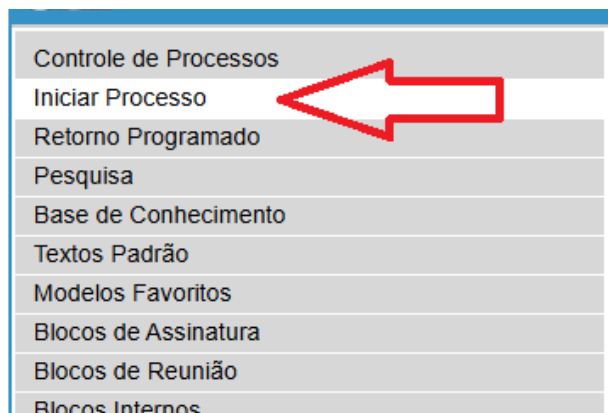 Controle de Processos
Iniciar Processo
Retorno Programado
Pesquisa
Base de Conhecimento
Textos Padrão
Modelos Favoritos
Blocos de Assinatura
Blocos de Reunião
Blocos Internos